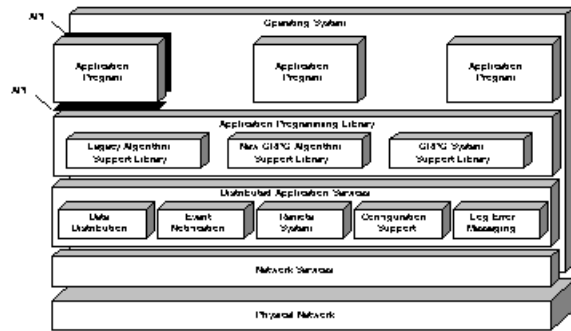 API
Operating System
Application
Program
Application
Program
Application
Program
API
Application Programming Library
Legacy Algorithm
Support Library
New Algorithm
Support Library
System
Support Library
Distributed Application Services
Data
Distribution
Event
Notification
Remote
System
Configuration
Support
Log Error
Messaging
Network Services
Physical Network